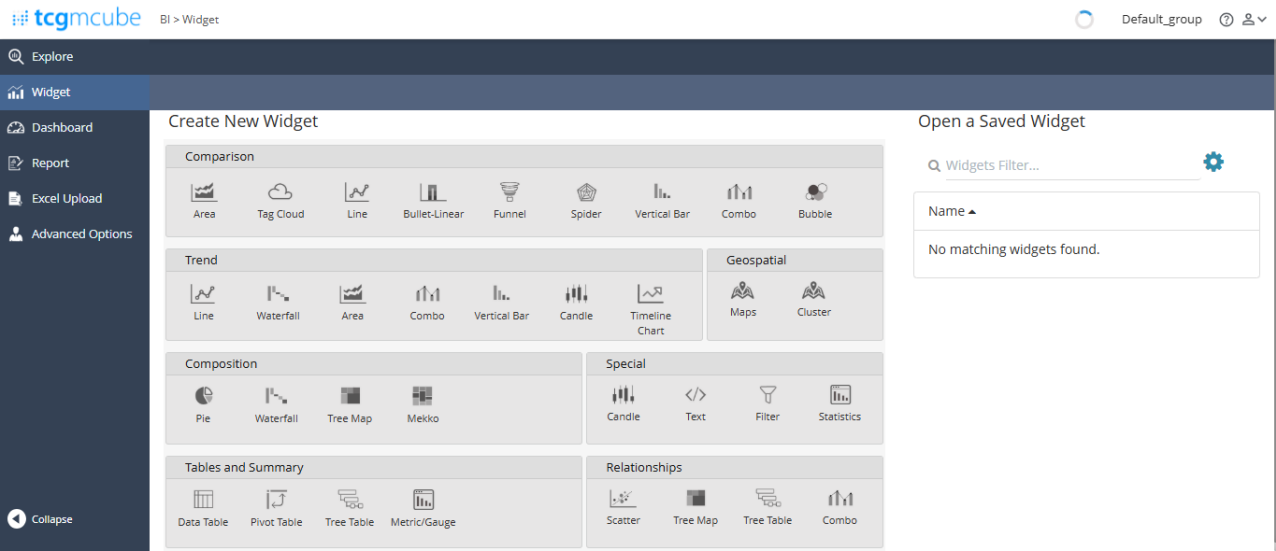 tcgmcube BI > Widget Default_group
Explore
Widget
Dashboard
Report
Excel Upload
Advanced Options
Collapse
Create New Widget
Comparison
Area Tag Cloud Line Bullet-Linear Funnel Spider Vertical Bar Combo Bubble
Trend
Line Waterfall Area Combo Vertical Bar Candle Timeline
Chart
Geospatial
Maps Cluster
Composition
Pie Waterfall Tree Map Mekko
Special
Candle Text Filter Statistics
Tables and Summary
Data Table Pivot Table Tree Table Metric/Gauge
Relationships
Scatter Tree Map Tree Table Combo
Open a Saved Widget
Widgets Filter...
Name
No matching widgets found.